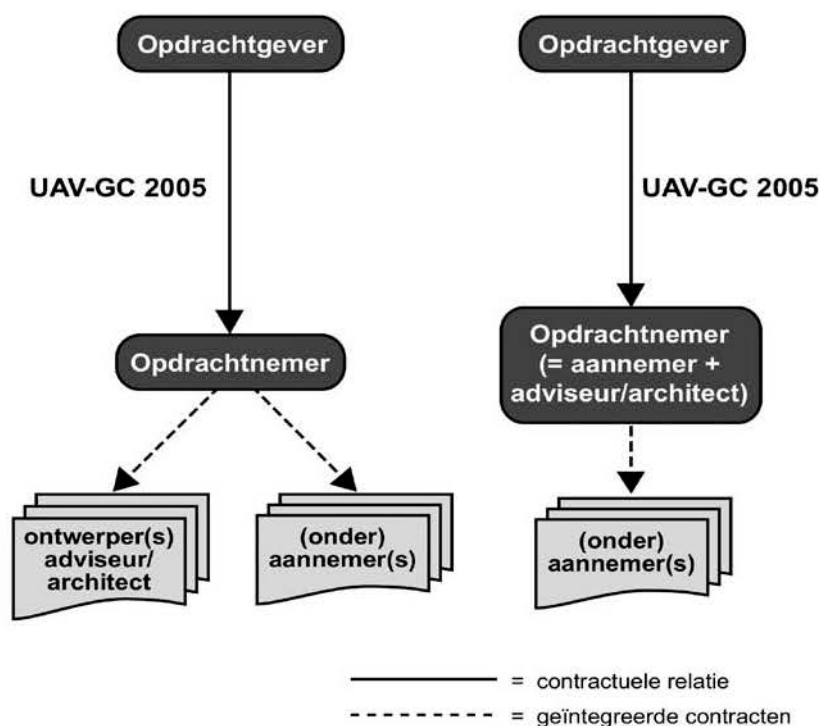 Opdrachtgever
UAV-GC 2005
Opdrachtnemer
ontwerper(s)
adviseur/
architect
(onder)
aannemer(s)
Opdrachtgever
UAV-GC 2005
Opdrachtnemer
(= aannemer +
adviseur/architect)
(onder)
aannemer(s)
= contractuele relatie
= geïntegreerde contracten